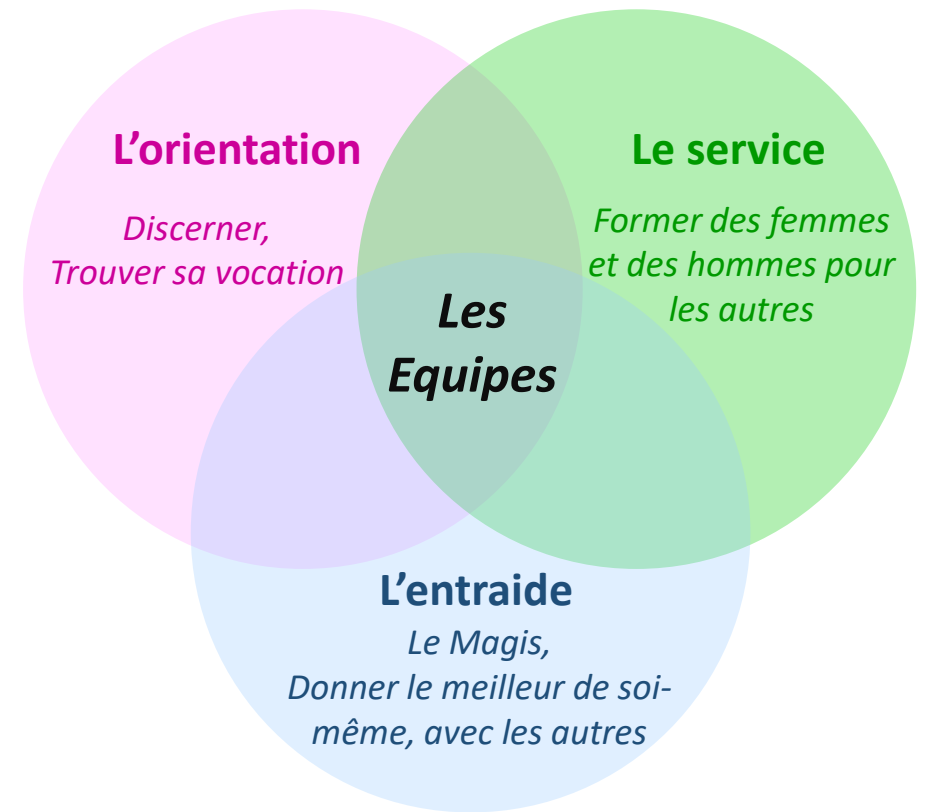 L’orientation
Discerner,
Trouver sa vocation
Le service
Former des femmes
et des hommes pour
les autres
Les
Equipes
L’entraide
Le Magis,
Donner le meilleur de soi-
même, avec les autres